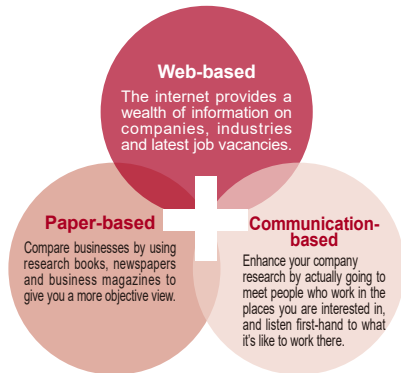 Web-based
The internet provides a
wealth of information on
companies, industries
and latest job vacancies.
Paper-based
Compare businesses by using
research books, newspapers
and business magazines to
give you a more objective view.
Communication-
based
Enhance your company
research by actually going to
meet people who work in the
places you are interested in,
and listen first-hand to what
it's like to work there.